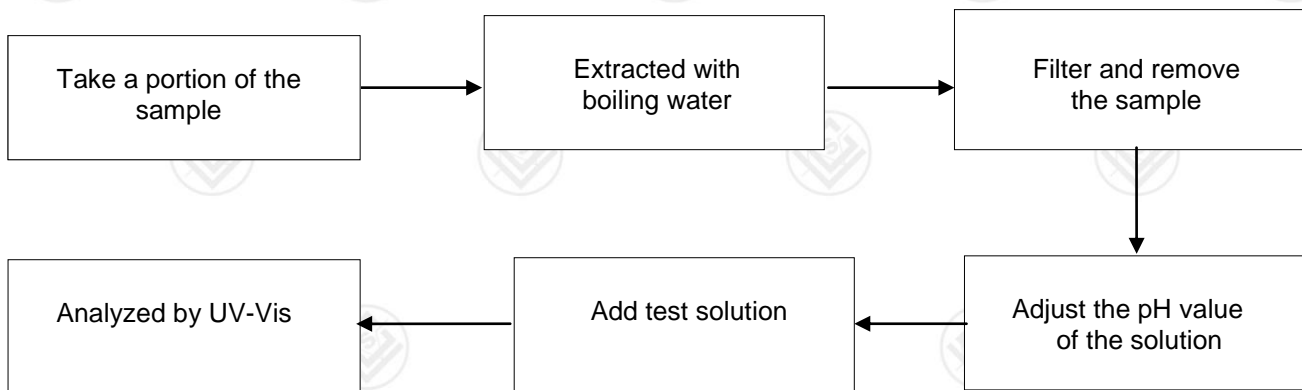 Take a portion of the
sample
Extracted with
boiling water
Filter and remove
the sample
Adjust the pH value
of the solution
Add test solution
Analyzed by UV-Vis